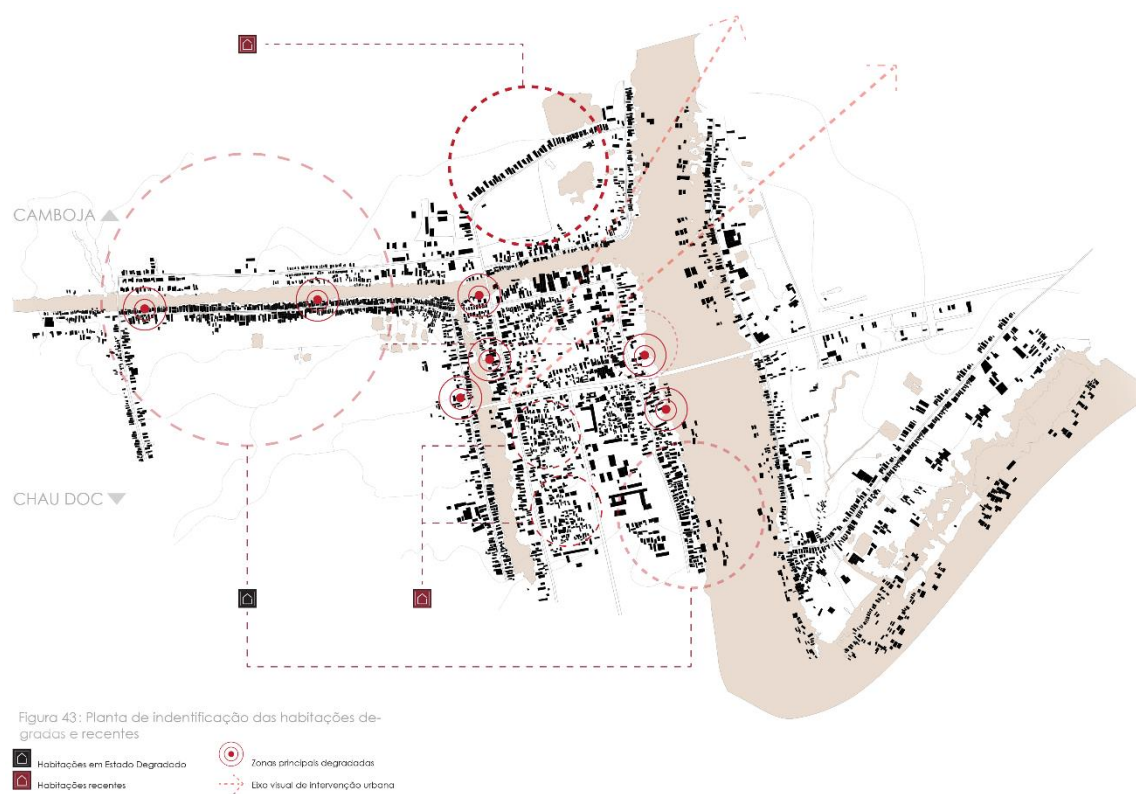 CAMBOJA
CHAU DOC
Figura 43: Planta de indentificação das habitações de-
gradas e recentes
Habitações em Estado Degradado
Zonas principais degradadas
Habitações recentes
Eixo visual de intervenção urbana